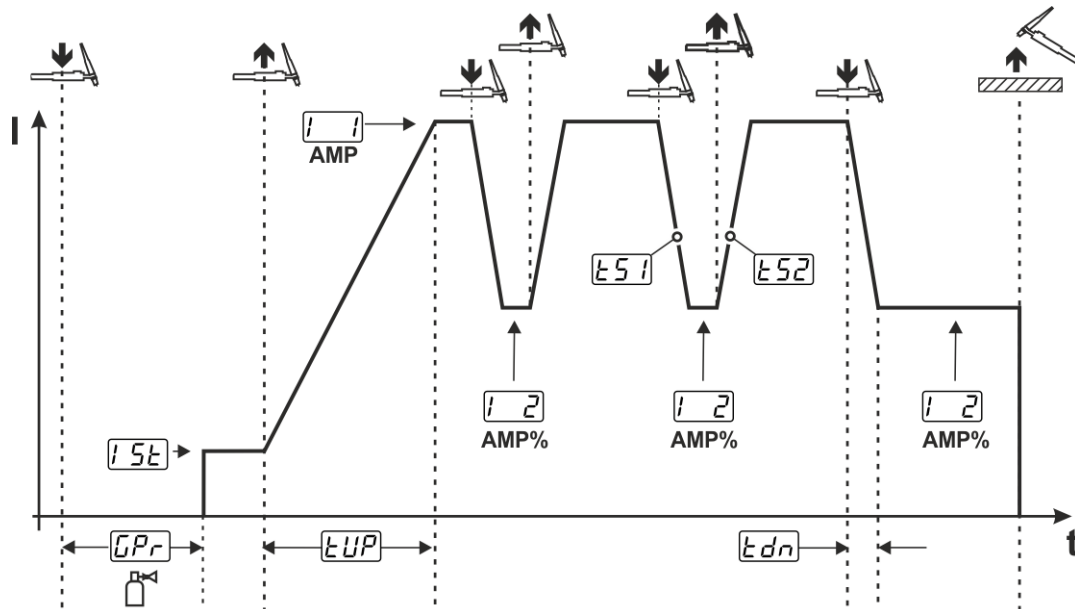 I
I 1
AMP
tS1
tS2
I 2
AMP%
I 2
AMP%
I 2
AMP%
I St
GPr
tUP
tdn
t